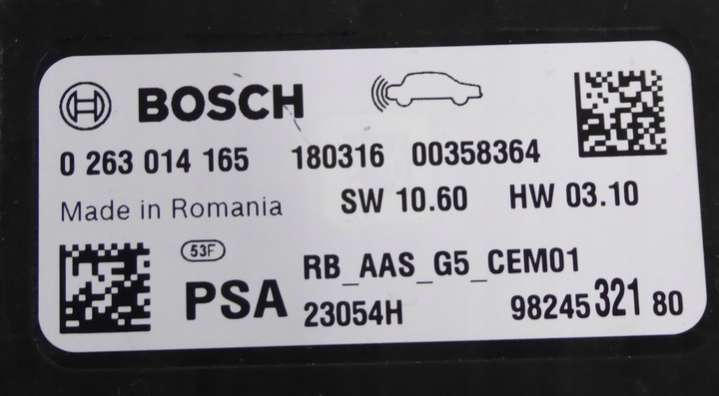 BOSCH
0 263 014 165 180316 00358364
Made in Romania SW 10.60 HW 03.10
53F
PSA RB_AAS_G5_CEM01
23054H 98245 321 80